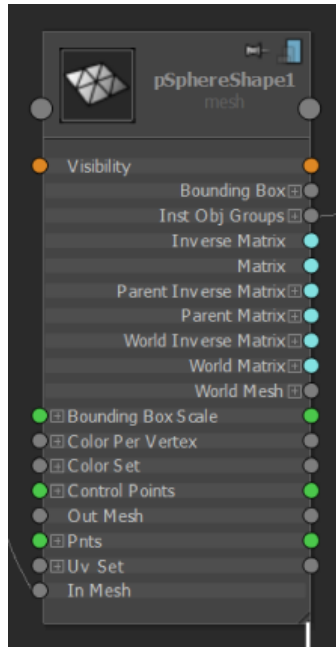 pSphereShape1
mesh
Visibility
Bounding Box
Inst Obj Groups
Inverse Matrix
Matrix
Parent Inverse Matrix
Parent Matrix
World Inverse Matrix
World Matrix
World Mesh
Bounding Box Scale
Color Per Vertex
Color Set
Control Points
Out Mesh
Pnts
Uv Set
In Mesh